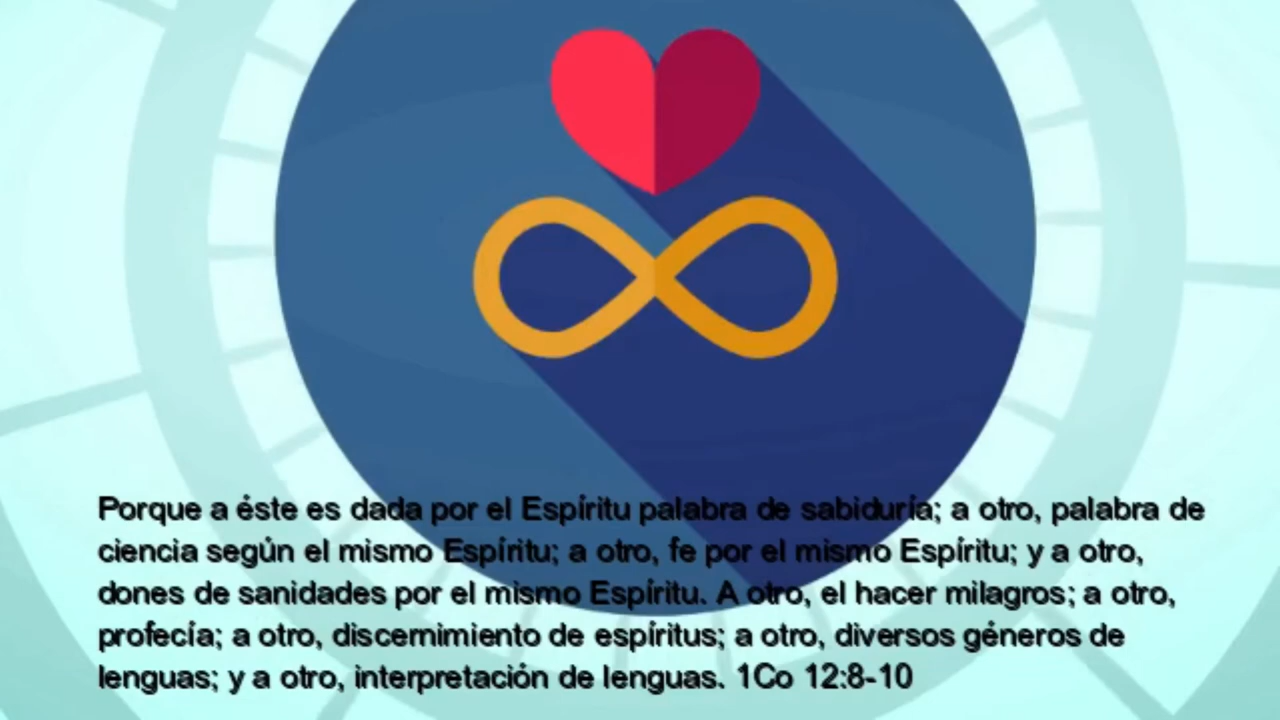 Porque a éste es dada por el Espíritu palabra de sabiduría; a otro, palabra de
ciencia según el mismo Espíritu; a otro, fe por el mismo Espíritu; y a otro,
dones de sanidades por el mismo Espíritu. A otro, el hacer milagros; a otro,
profecía; a otro, discernimiento de espíritus; a otro, diversos géneros de
lenguas; y a otro, interpretación de lenguas. 1Co 12:8-10